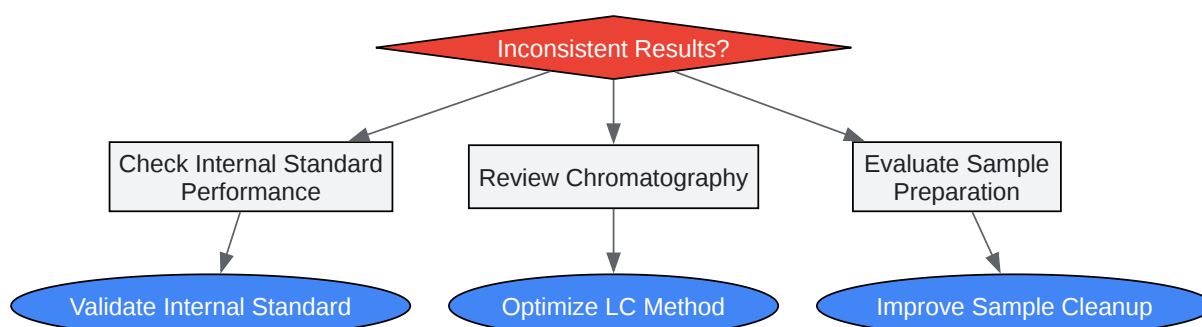 Inconsistent Results?
Check Internal Standard
Performance
Review Chromatography
Evaluate Sample
Preparation
Validate Internal Standard
Optimize LC Method
Improve Sample Cleanup